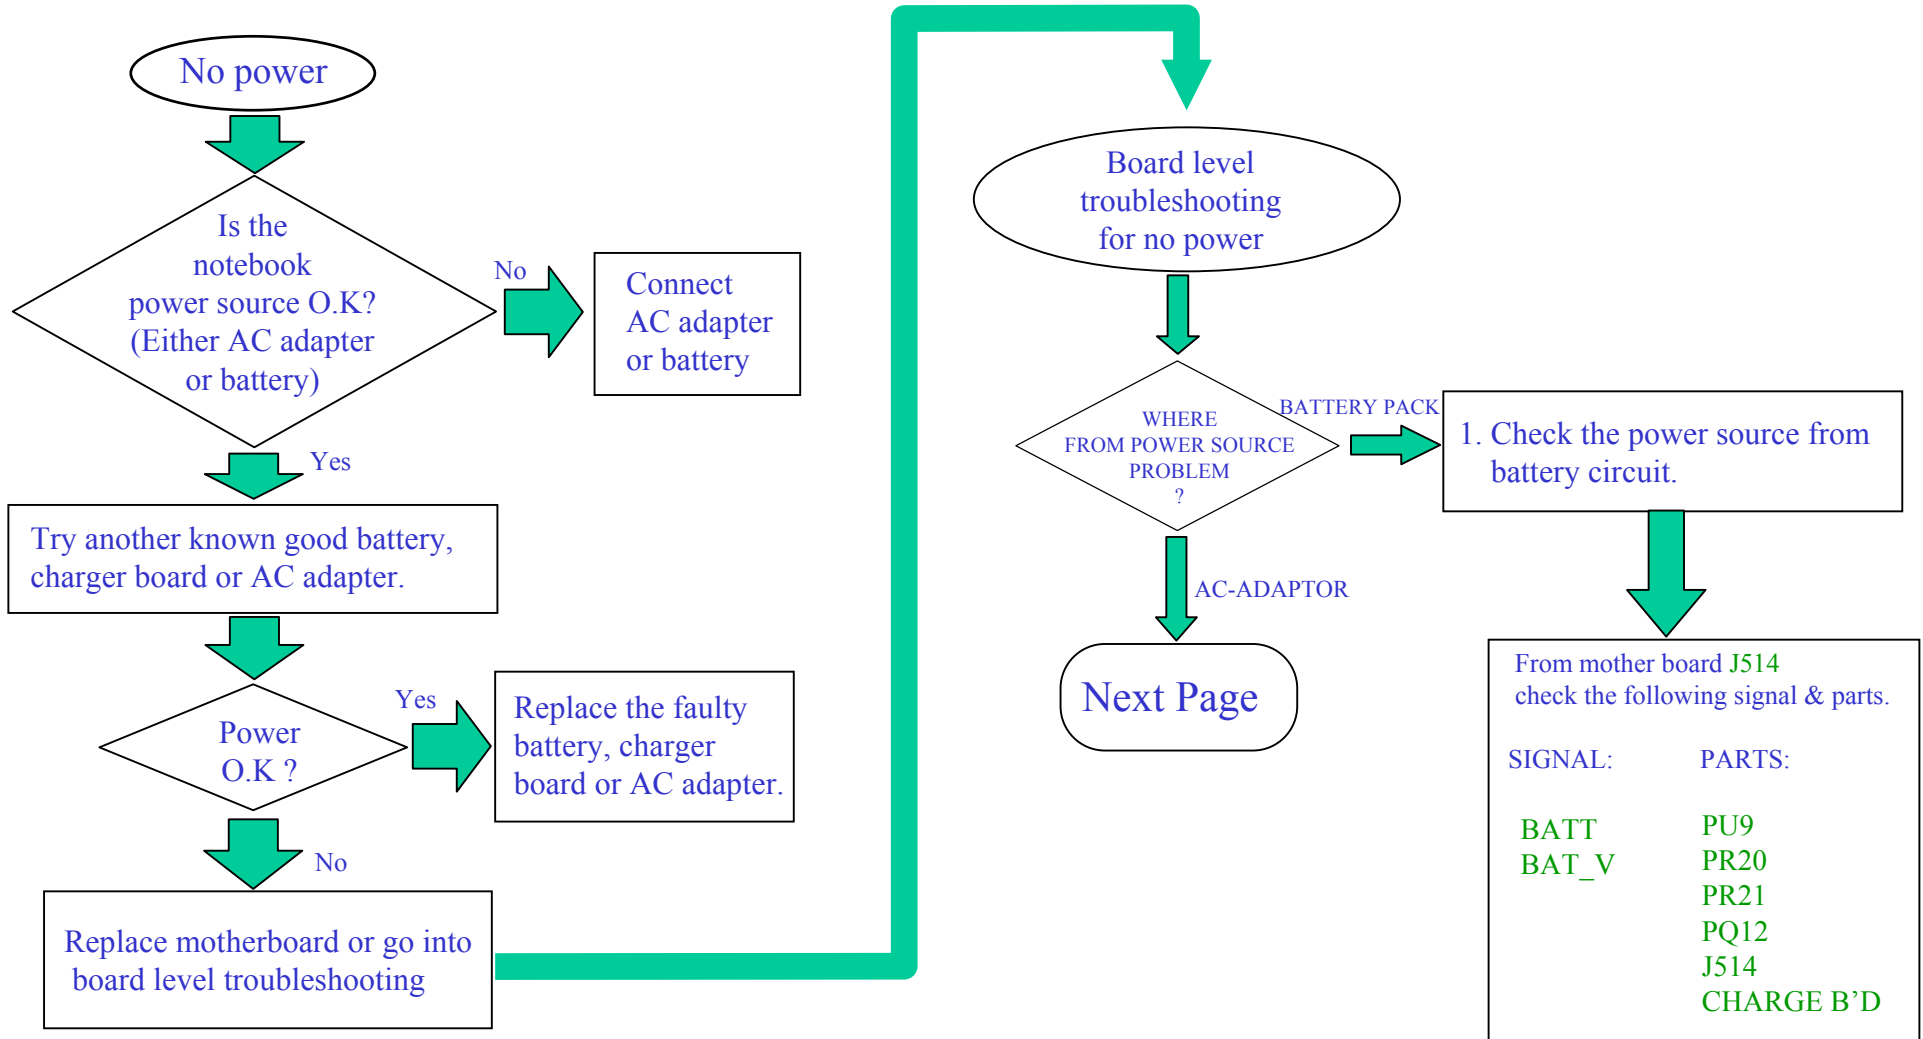 No power
Is the
notebook
power source O.K?
(Either AC adapter
or battery)
No
Connect
AC adapter
or battery
Yes
Try another known good battery,
charger board or AC adapter.
Power
O.K ?
Yes
Replace the faulty
battery, charger
board or AC adapter.
No
Replace motherboard or go into
board level troubleshooting
Board level
troubleshooting
for no power
WHERE
FROM POWER SOURCE
PROBLEM
?
BATTERY PACK
1. Check the power source from
battery circuit.
AC-ADAPTOR
Next Page
From mother board J514
check the following signal & parts.
SIGNAL: PARTS:
BATT PU9
BAT_V PR20
PR21
PQ12
J514
CHARGE B’D